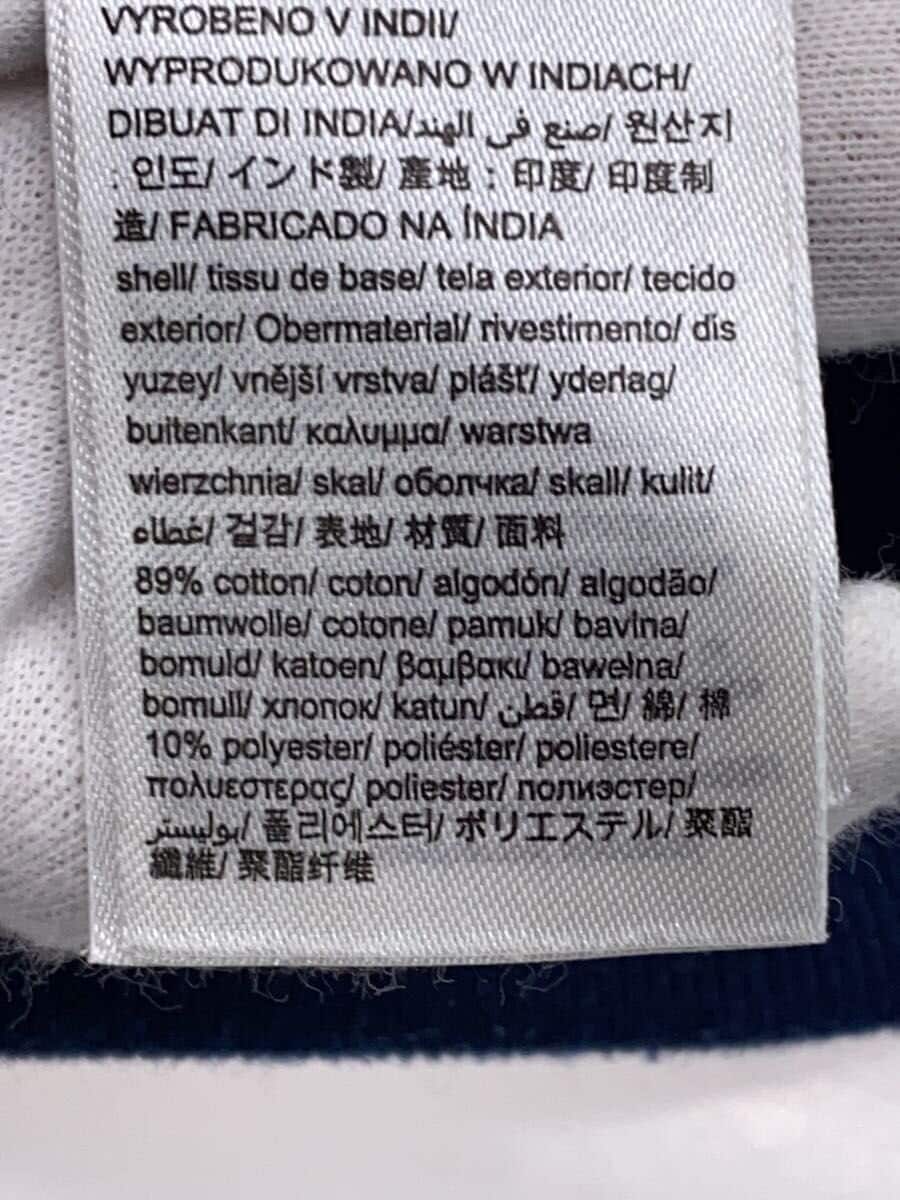 VYROBENO V INDII/
WYPRODUKOWANO W INDIACH/
DIBUAT DI INDIA/صنع في الهند/ 원산지
: 인도/ インド製/ 產地 : 印度/ 印度制
造/ FABRICADO NA ÍNDIA
shell/ tissu de base/ tela exterior/ tecido
exterior/ Obermaterial/ rivestimento/ dis
yuzey/ vnější vrstva/ plášť/ yderlag/
buitenkant/ καλυμμα/ warstwa
wierzchnia/ skal/ оболчка/ skall/ kulit/
غطاء/ 겉감/ 表地/ 材質/ 面料
89% cotton/ coton/ algodón/ algodão/
baumwolle/ cotone/ pamuk/ bavlna/
bomuld/ katoen/ βαμβακι/ bawełna/
bomull/ хлопок/ katun/ قطن/ 면/ 綿/ 棉
10% polyester/ poliéster/ poliestere/
πολυεστερας/ poliester/ полиэстер/
بوليستر/ 폴리에스터/ ポリエステル/ 聚酯
纖維/ 聚酯纤维